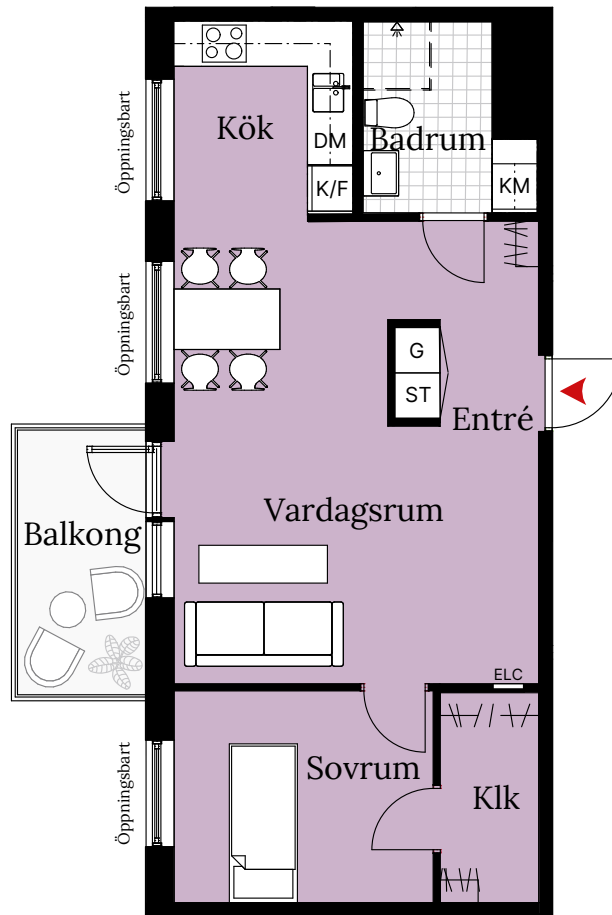 Öppningsbart
Kök
DM
K/F
Badrum
KM
Öppningsbart
G
ST
Entré
Balkong
Vardagsrum
ELC
Öppningsbart
Sovrum
Klk